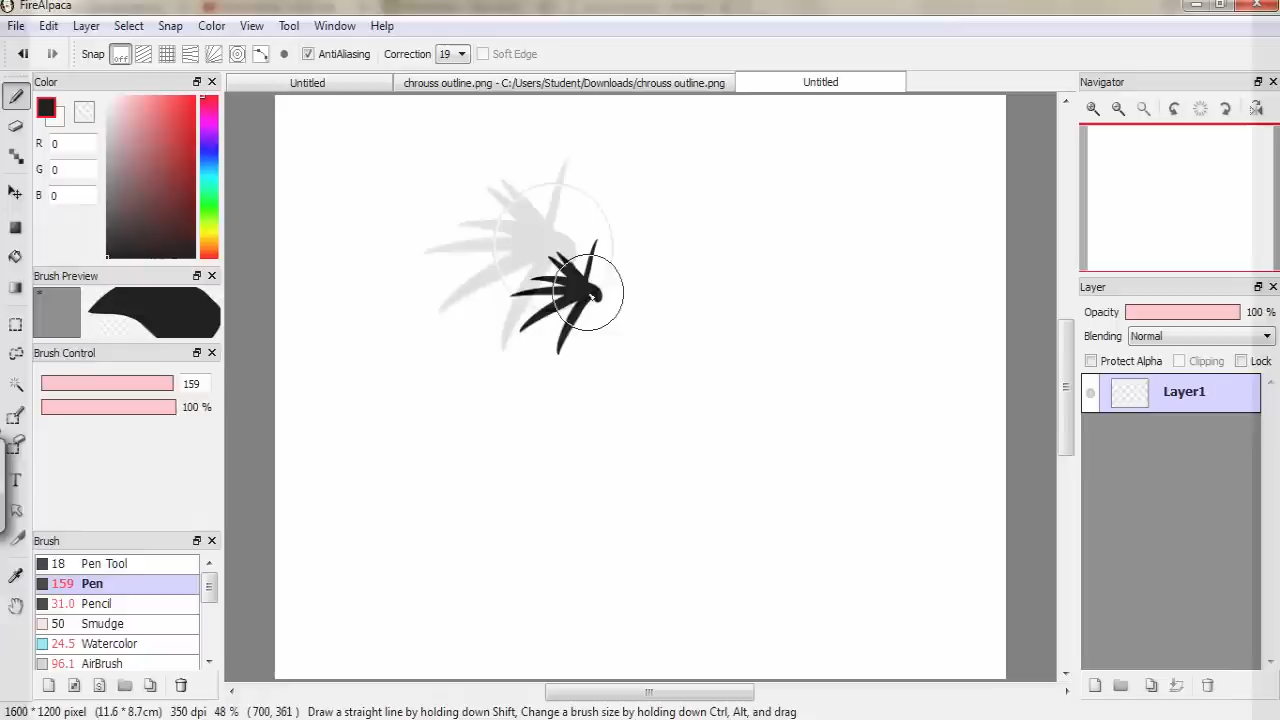 FireAlpaca
File Edit Layer Select Snap Color View Tool Window Help
Snap off AntiAliasing Correction 19 Soft Edge
Color
Untitled chrouss outline.png - C:/Users/Student/Downloads/chrouss outline.png Untitled
Navigator
R 0
G 0
B 0
Brush Preview
Layer
Opacity 100 %
Blending Normal
Protect Alpha Clipping Lock
Layer1
Brush Control
159
100 %
T
Brush
18 Pen Tool
159 Pen
31.0 Pencil
50 Smudge
24.5 Watercolor
96.1 AirBrush
1600 * 1200 pixel (11.6 * 8.7cm) 350 dpi 48 % ( 700, 361 ) Draw a straight line by holding down Shift, Change a brush size by holding down Ctrl, Alt, and drag